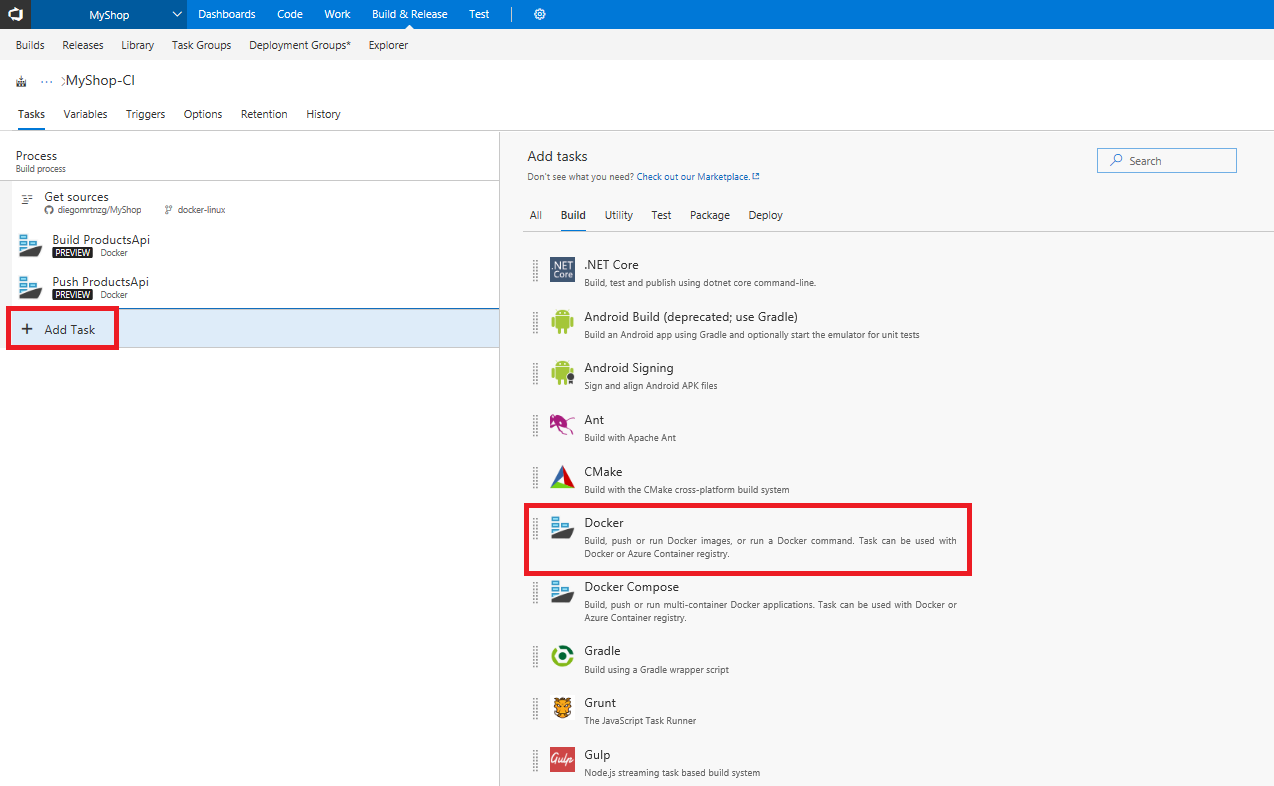 MyShop Dashboards Code Work Build & Release Test
Builds Releases Library Task Groups Deployment Groups* Explorer
... MyShop-CI
Tasks Variables Triggers Options Retention History
Process
Build process
Get sources
diegomrtnzg/MyShop docker-linux
Build ProductsApi
PREVIEW Docker
Push ProductsApi
PREVIEW Docker
+ Add Task
Add tasks
Search
Don't see what you need? Check out our Marketplace.
All Build Utility Test Package Deploy
.NET
Core
.NET Core
Build, test and publish using dotnet core command-line.
Android Build (deprecated; use Gradle)
Build an Android app using Gradle and optionally start the emulator for unit tests
Android Signing
Sign and align Android APK files
Ant
Build with Apache Ant
CMake
Build with the CMake cross-platform build system
Docker
Build, push or run Docker images, or run a Docker command. Task can be used with
Docker or Azure Container registry.
Docker Compose
Build, push or run multi-container Docker applications. Task can be used with Docker or
Azure Container registry.
Gradle
Build using a Gradle wrapper script
Grunt
The JavaScript Task Runner
Gulp
Gulp
Node.js streaming task based build system